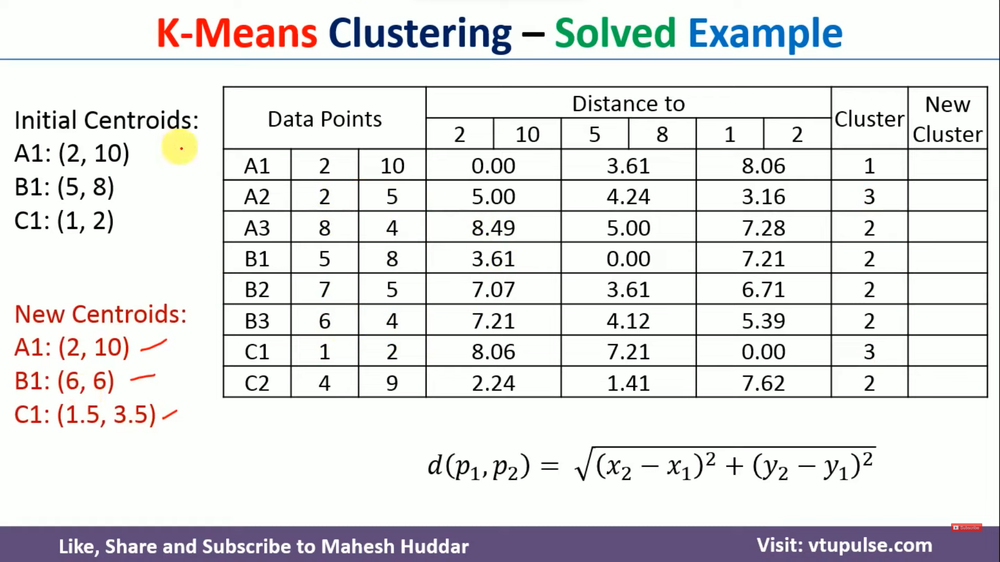 K-Means Clustering – Solved Example
Initial Centroids:
A1: (2, 10)
B1: (5, 8)
C1: (1, 2)
New Centroids:
A1: (2, 10)
B1: (6, 6)
C1: (1.5, 3.5)
Data Points Distance to Cluster New Cluster
2 10 5 8 1 2
A1 2 10 0.00 3.61 8.06 1
A2 2 5 5.00 4.24 3.16 3
A3 8 4 8.49 5.00 7.28 2
B1 5 8 3.61 0.00 7.21 2
B2 7 5 7.07 3.61 6.71 2
B3 6 4 7.21 4.12 5.39 2
C1 1 2 8.06 7.21 0.00 3
C2 4 9 2.24 1.41 7.62 2
d(p₁, p₂) = √(x₂ − x₁)² + (y₂ − y₁)²
Subscribe
Like, Share and Subscribe to Mahesh Huddar
Visit: vtupulse.com